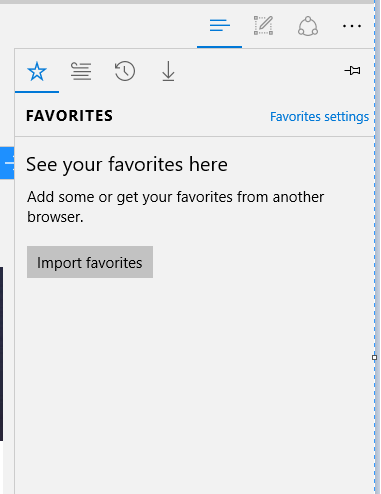 FAVORITES
Favorites settings
See your favorites here
Add some or get your favorites from another
browser.
Import favorites